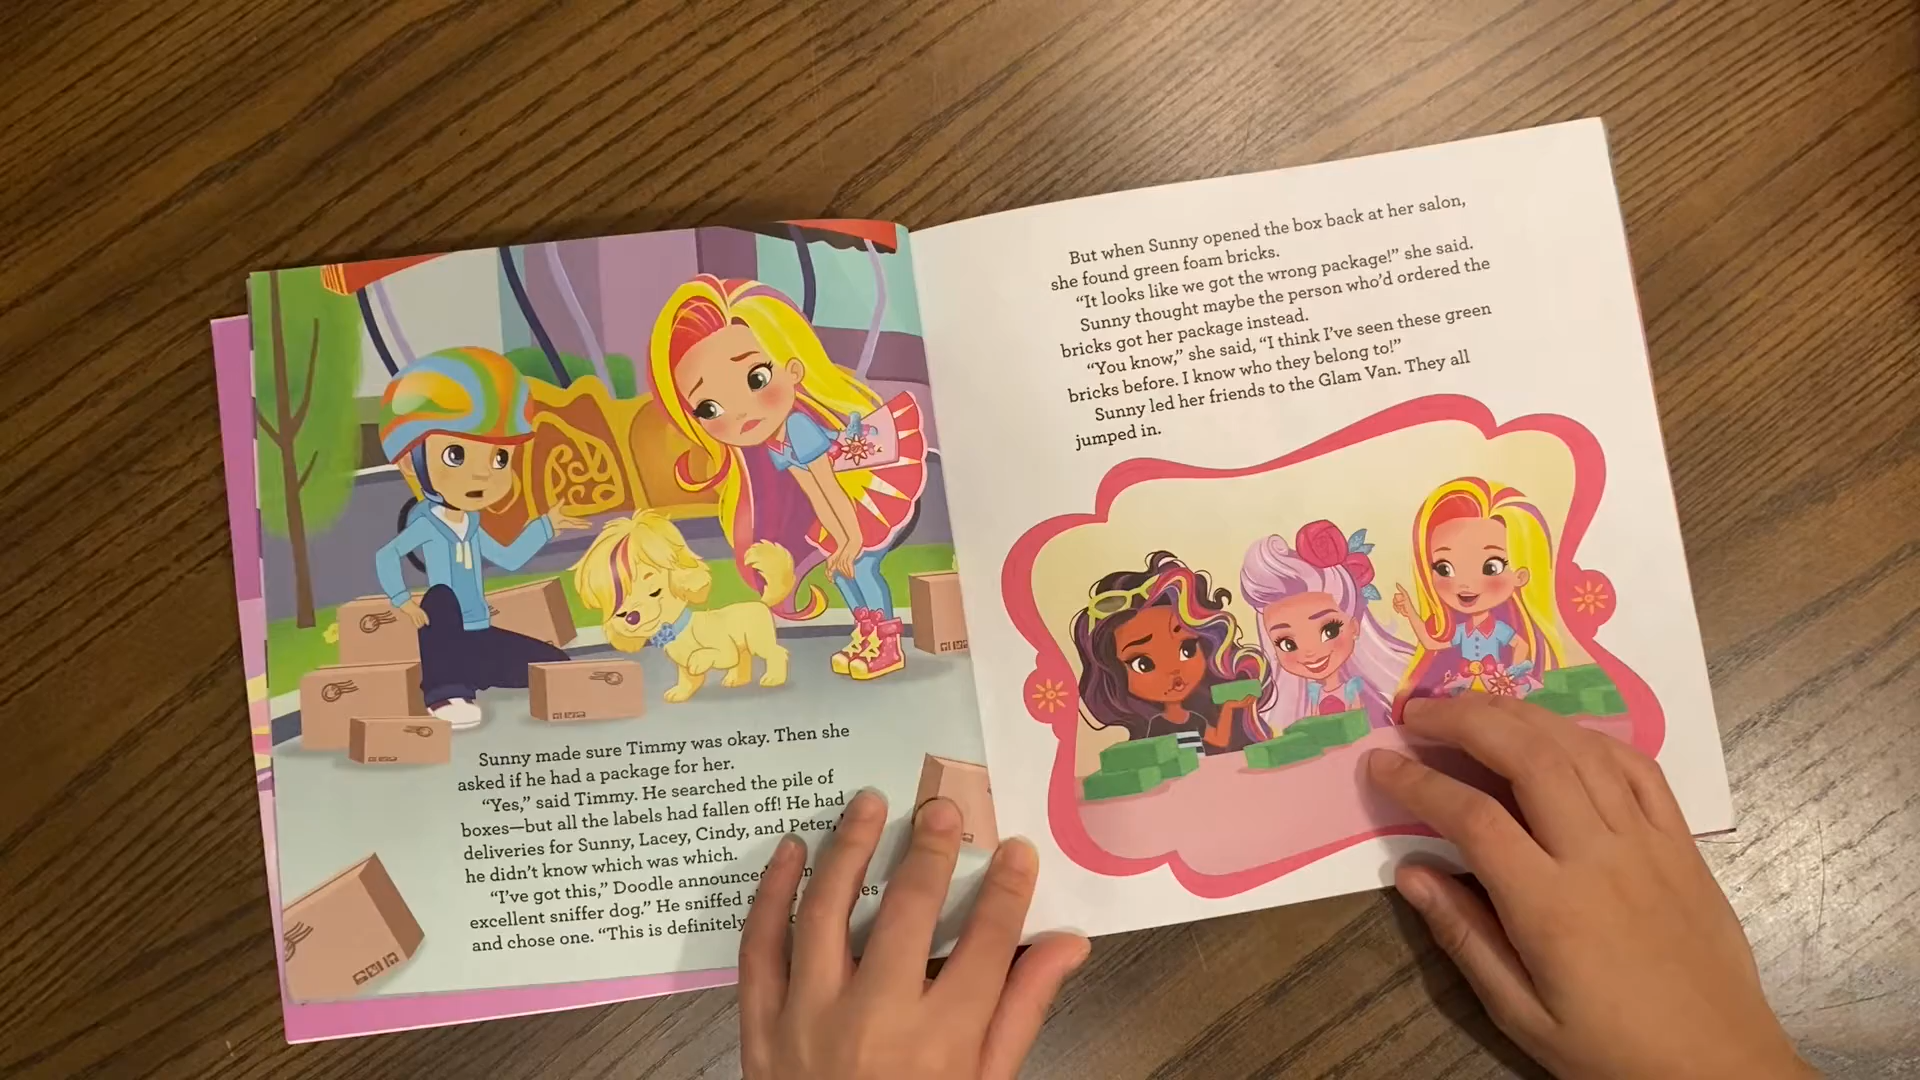 Sunny made sure Timmy was okay. Then she
asked if he had a package for her.
“Yes,” said Timmy. He searched the pile of
boxes—but all the labels had fallen off! He had
deliveries for Sunny, Lacey, Cindy, and Peter,
he didn’t know which was which.
“I’ve got this,” Doodle announced
excellent sniffer dog.” He sniffed
and chose one. “This is definitely
But when Sunny opened the box back at her salon,
she found green foam bricks.
“It looks like we got the wrong package!” she said.
Sunny thought maybe the person who’d ordered the
bricks got her package instead.
“You know,” she said, “I think I’ve seen these green
bricks before. I know who they belong to!”
Sunny led her friends to the Glam Van. They all
jumped in.